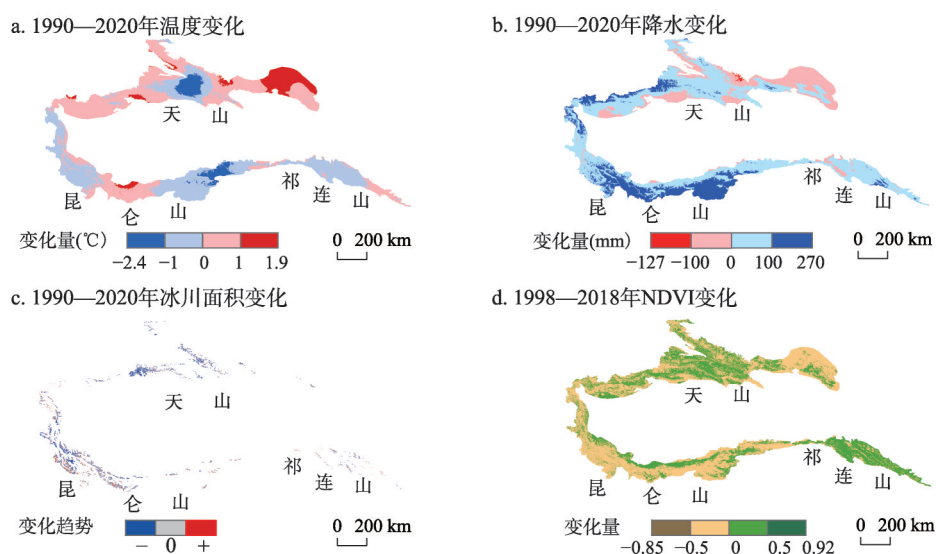 a. 1990—2020年温度变化
天 山
昆 仑 山
祁 连 山
变化量(℃)
−2.4 −1 0 1 1.9
0 200 km
b. 1990—2020年降水变化
天 山
昆 仑 山
祁 连 山
变化量(mm)
−127 −100 0 100 270
0 200 km
c. 1990—2020年冰川面积变化
天 山
昆 仑 山
祁 连 山
变化趋势
− 0 +
0 200 km
d. 1998—2018年NDVI变化
天 山
昆 仑 山
祁 连 山
变化量
−0.85 −0.5 0 0.5 0.92
0 200 km